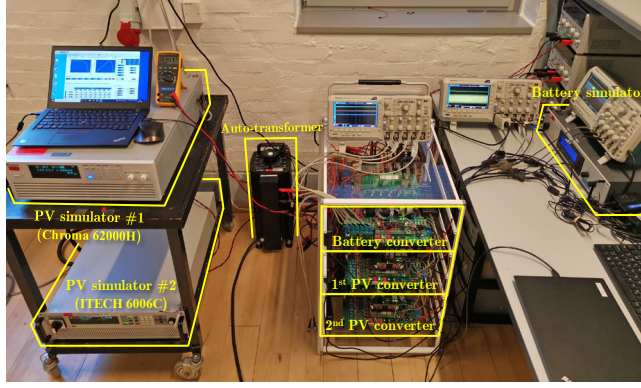 Battery simulator
Auto-transformer
PV simulator #1
(Chroma 62000H)
Battery converter
PV simulator #2
(ITECH 6006C)
1st PV converter
2nd PV converter